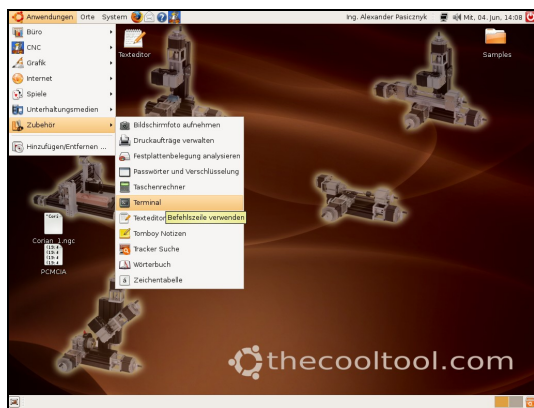 Anwendungen Orte System Ing. Alexander Pasicznyk Mit, 04. Jun, 14:08
Büro
CNC
Grafik
Internet
Spiele
Unterhaltungsmedien
Zubehör
Hinzufügen/Entfernen ...
Bildschirmfoto aufnehmen
Druckaufträge verwalten
Festplattenbelegung analysieren
Passwörter und Verschlüsselung
Taschenrechner
Terminal
Texteditor
Befehlszeile verwenden
Tomboy Notizen
Tracker Suche
Wörterbuch
Zeichentabelle
Texteditor
Samples
Corian_1.ngc
PCMCIA
thecooltool.com